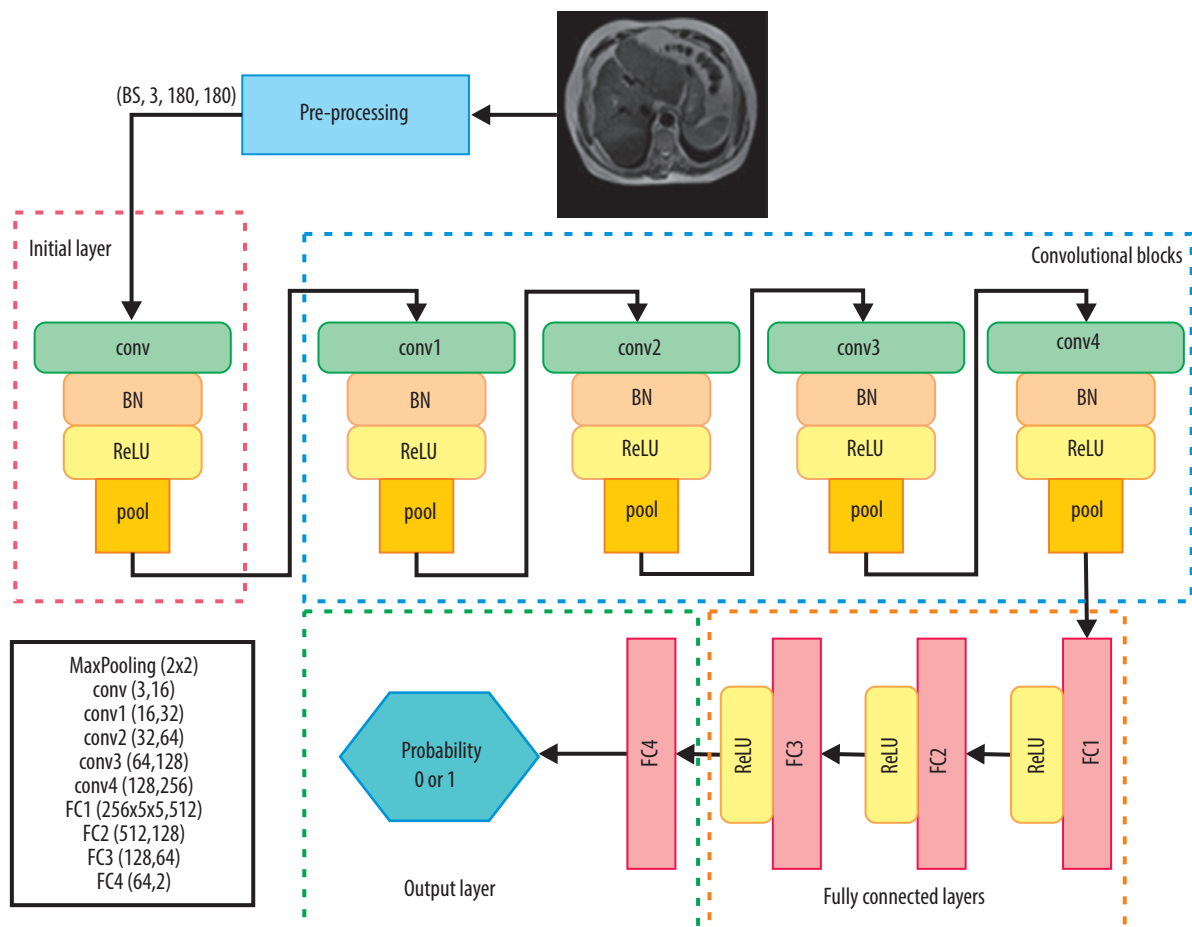 (BS, 3, 180, 180)
Pre-processing
Initial layer
Convolutional blocks
conv
BN
ReLU
pool
conv1
BN
ReLU
pool
conv2
BN
ReLU
pool
conv3
BN
ReLU
pool
conv4
BN
ReLU
pool
FC1
ReLU
FC2
ReLU
FC3
ReLU
Fully connected layers
FC4
Probability
0 or 1
Output layer
MaxPooling (2x2)
conv (3,16)
conv1 (16,32)
conv2 (32,64)
conv3 (64,128)
conv4 (128,256)
FC1 (256x5x5,512)
FC2 (512,128)
FC3 (128,64)
FC4 (64,2)